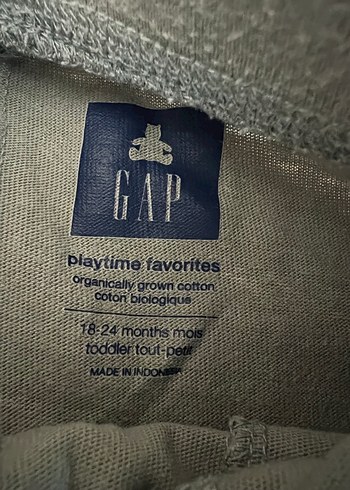 GAP
playtime favorites
organically grown cotton
coton biologique
18-24 months mois
toddler tout-petit
MADE IN INDONESIA